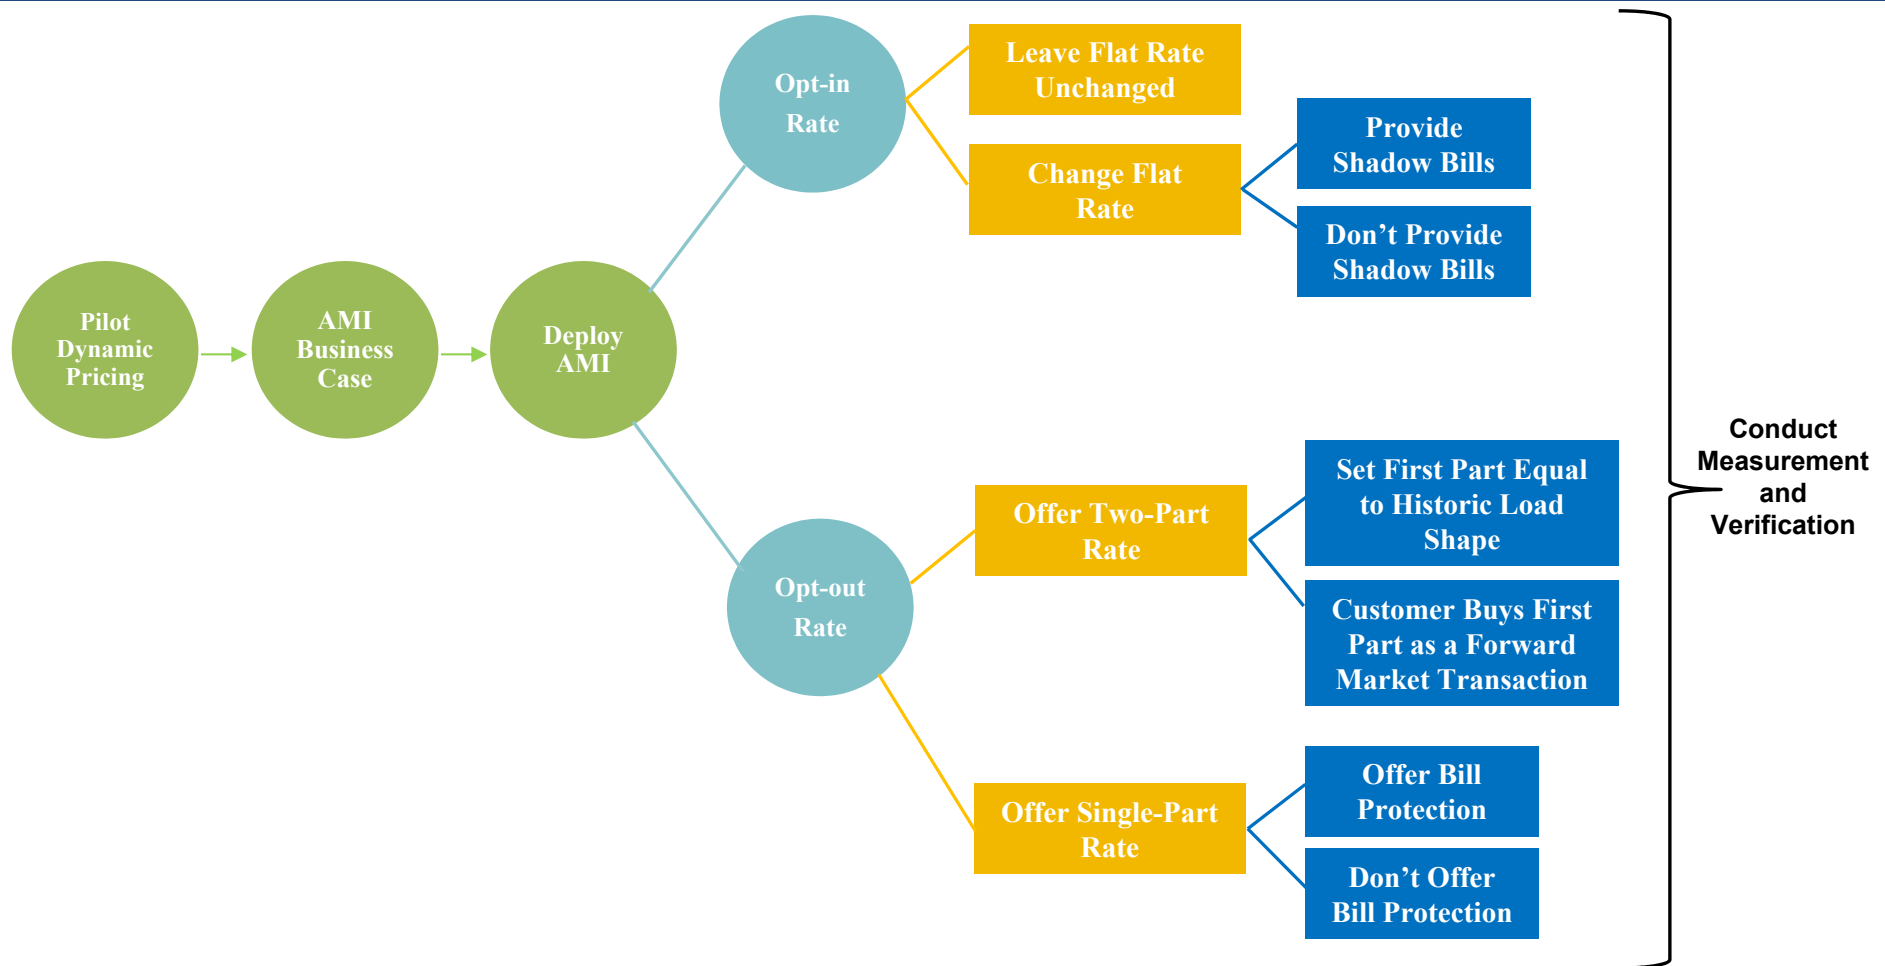 Pilot
Dynamic
Pricing
AMI
Business
Case
Deploy
AMI
Opt-in
Rate
Leave Flat Rate
Unchanged
Change Flat
Rate
Provide
Shadow Bills
Don’t Provide
Shadow Bills
Opt-out
Rate
Offer Two-Part
Rate
Set First Part Equal
to Historic Load
Shape
Customer Buys First
Part as a Forward
Market Transaction
Offer Single-Part
Rate
Offer Bill
Protection
Don’t Offer
Bill Protection
Conduct
Measurement
and
Verification